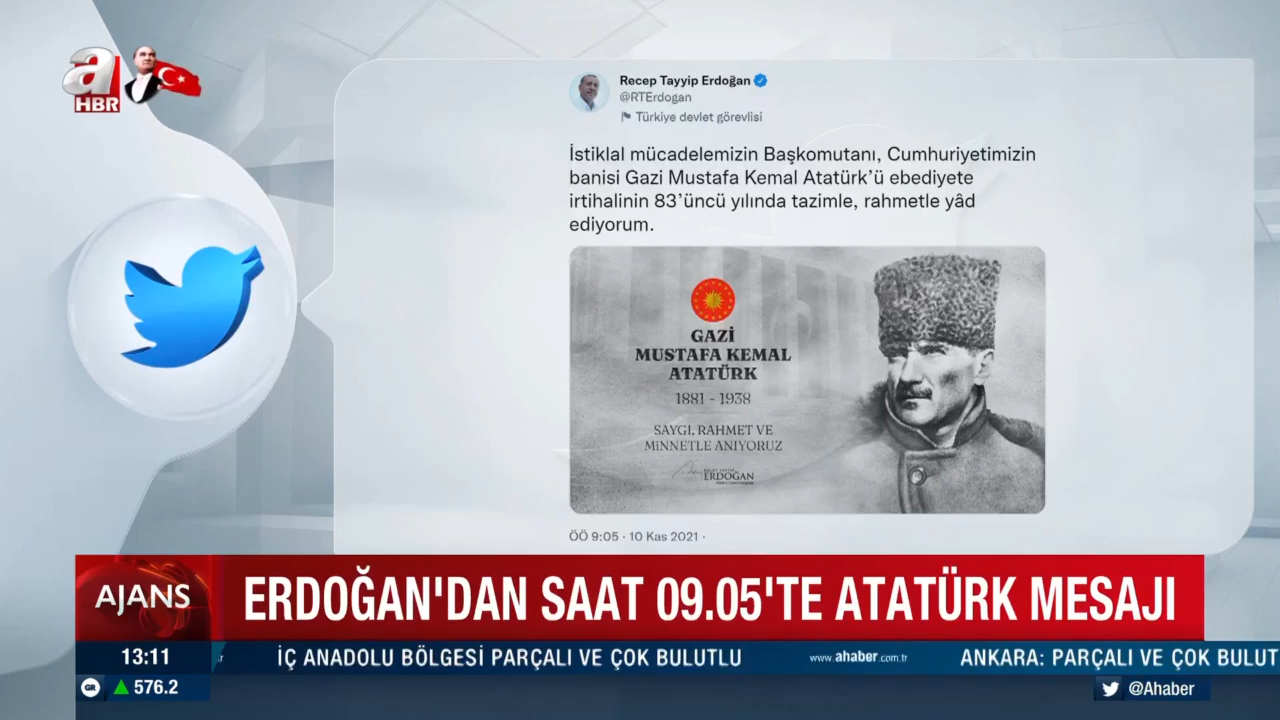 a
HBR
Recep Tayyip Erdoğan
@RTErdogan
Türkiye devlet görevlisi
İstiklal mücadelemizin Başkomutanı, Cumhuriyetimizin
banisi Gazi Mustafa Kemal Atatürk’ü ebediyete
irtihalinin 83’üncü yılında tazimle, rahmetle yâd
ediyorum.
GAZİ
MUSTAFA KEMAL
ATATÜRK
1881 - 1938
SAYGI, RAHMET VE
MİNNETLE ANIYORUZ
ERDOĞAN
ÖÖ 9:05 · 10 Kas 2021 ·
AJANS
ERDOĞAN'DAN SAAT 09.05'TE ATATÜRK MESAJI
13:11
İÇ ANADOLU BÖLGESİ PARÇALI VE ÇOK BULUTLU
www.ahaber.com.tr
ANKARA: PARÇALI VE ÇOK BULUT
GR
576.2
@Ahaber